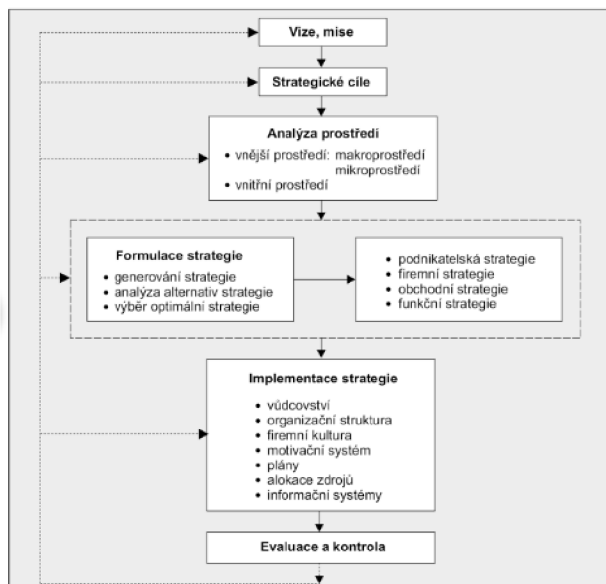 Vize, mise
Strategické cíle
Analýza prostředí
• vnější prostředí: makroprostředí
mikroprostředí
• vnitřní prostředí
Formulace strategie
• generování strategie
• analýza alternativ strategie
• výběr optimální strategie
• podnikatelská strategie
• firemní strategie
• obchodní strategie
• funkční strategie
Implementace strategie
• vůdcovství
• organizační struktura
• firemní kultura
• motivační systém
• plány
• alokace zdrojů
• informační systémy
Evaluace a kontrola